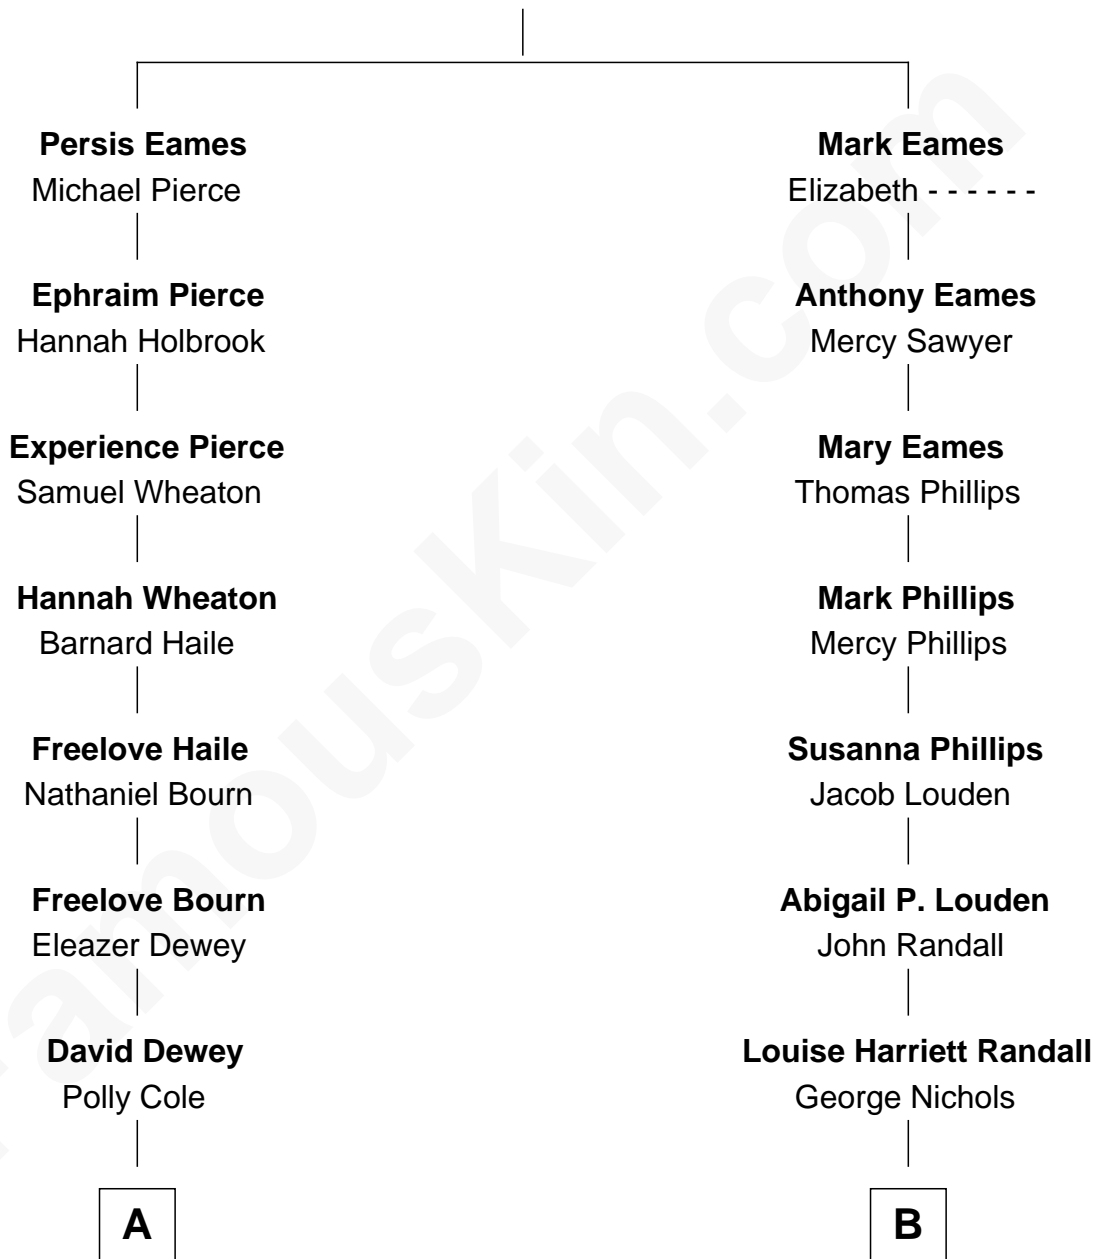 Persis Eames
Michael Pierce
Ephraim Pierce
Hannah Holbrook
Experience Pierce
Samuel Wheaton
Hannah Wheaton
Barnard Haile
Freelove Haile
Nathaniel Bourn
Freelove Bourn
Eleazer Dewey
David Dewey
Polly Cole
A
Mark Eames
Elizabeth - - - - - -
Anthony Eames
Mercy Sawyer
Mary Eames
Thomas Phillips
Mark Phillips
Mercy Phillips
Susanna Phillips
Jacob Louden
Abigail P. Louden
John Randall
Louise Harriett Randall
George Nichols
B
FamousKin.com